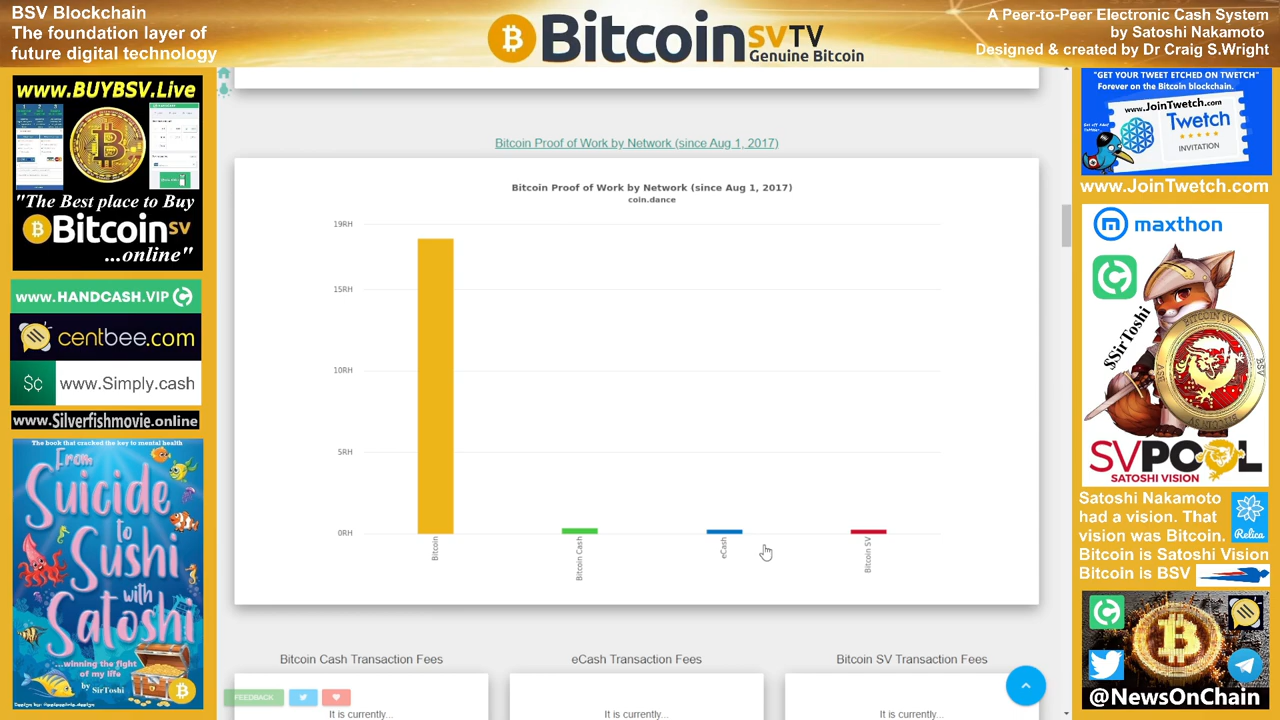 BSV Blockchain
The foundation layer of
future digital technology
Bitcoin SV TV
Genuine Bitcoin
A Peer-to-Peer Electronic Cash System
by Satoshi Nakamoto
Designed & created by Dr Craig S.Wright
www.BUYBSV.Live
"The Best place to Buy
Bitcoin SV
...online"
www.HANDCASH.VIP
centbee.com
$¢ www.Simply.cash
www.Silverfishmovie.online
The book that cracked the key to mental health
From
Suicide
to
Sushi
with
Satoshi
...winning the fight
of my life
by SirToshi
Bitcoin Proof of Work by Network (since Aug 1, 2017)
Bitcoin Proof of Work by Network (since Aug 1, 2017)
coin.dance
19RH
15RH
10RH
5RH
0RH
Bitcoin
Bitcoin Cash
eCash
Bitcoin SV
Bitcoin Cash Transaction Fees
eCash Transaction Fees
Bitcoin SV Transaction Fees
FEEDBACK
It is currently...
It is currently...
It is currently...
"GET YOUR TWEET ETCHED ON TWETCH"
Forever on the Bitcoin blockchain.
www.JoinTwetch.com
Twetch
INVITATION
www.JoinTwetch.com
maxthon
$SirToshi
BITCOIN SV
BSV
BSV
SVPOOL
SATOSHI VISION
Satoshi Nakamoto
had a vision. That
vision was Bitcoin.
Relica
Bitcoin is Satoshi Vision
Bitcoin is BSV
@NewsOnChain